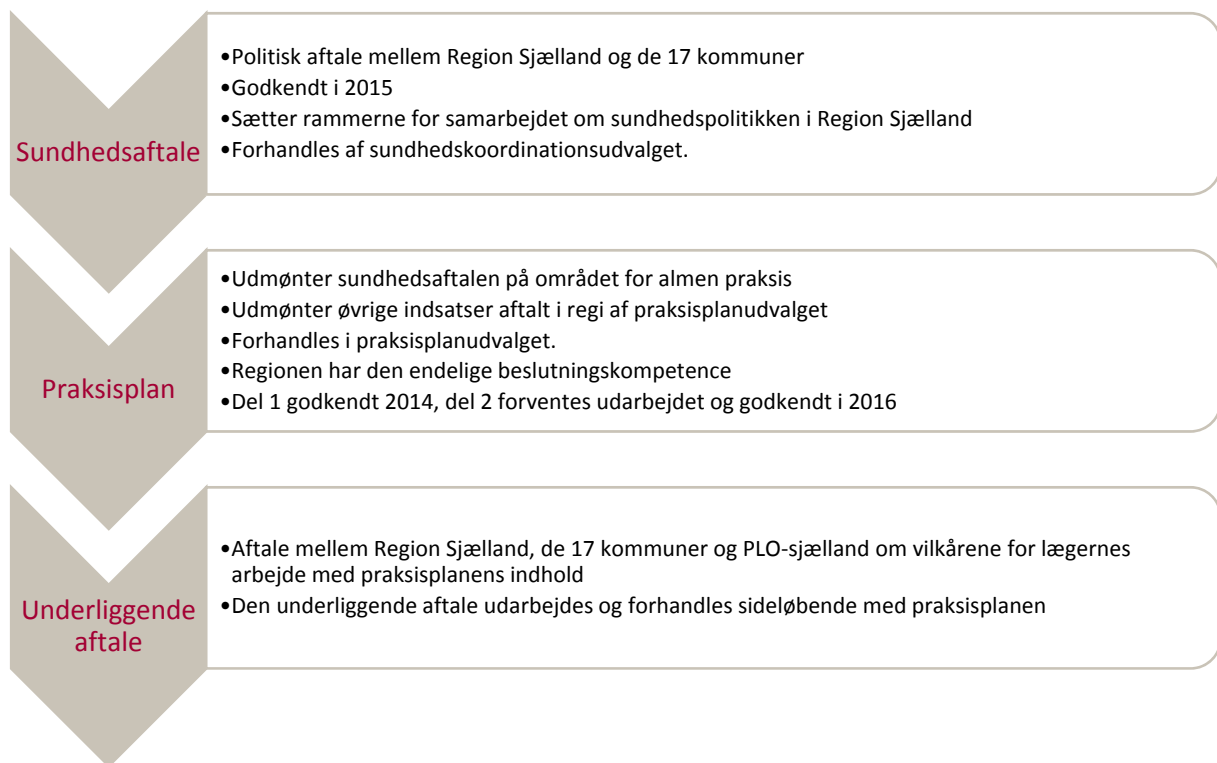 Sundhedsaftale
•Politisk aftale mellem Region Sjælland og de 17 kommuner
•Godkendt i 2015
•Sætter rammerne for samarbejdet om sundhedspolitikken i Region Sjælland
•Forhandles af sundhedskoordinationsudvalget.
Praksisplan
•Udmønter sundhedsaftalen på området for almen praksis
•Udmønter øvrige indsatser aftalt i regi af praksisplanudvalget
•Forhandles i praksisplanudvalget.
•Regionen har den endelige beslutningskompetence
•Del 1 godkendt 2014, del 2 forventes udarbejdet og godkendt i 2016
Underliggende
aftale
•Aftale mellem Region Sjælland, de 17 kommuner og PLO-sjælland om vilkårene for lægernes
arbejde med praksisplanens indhold
•Den underliggende aftale udarbejdes og forhandles sideløbende med praksisplanen